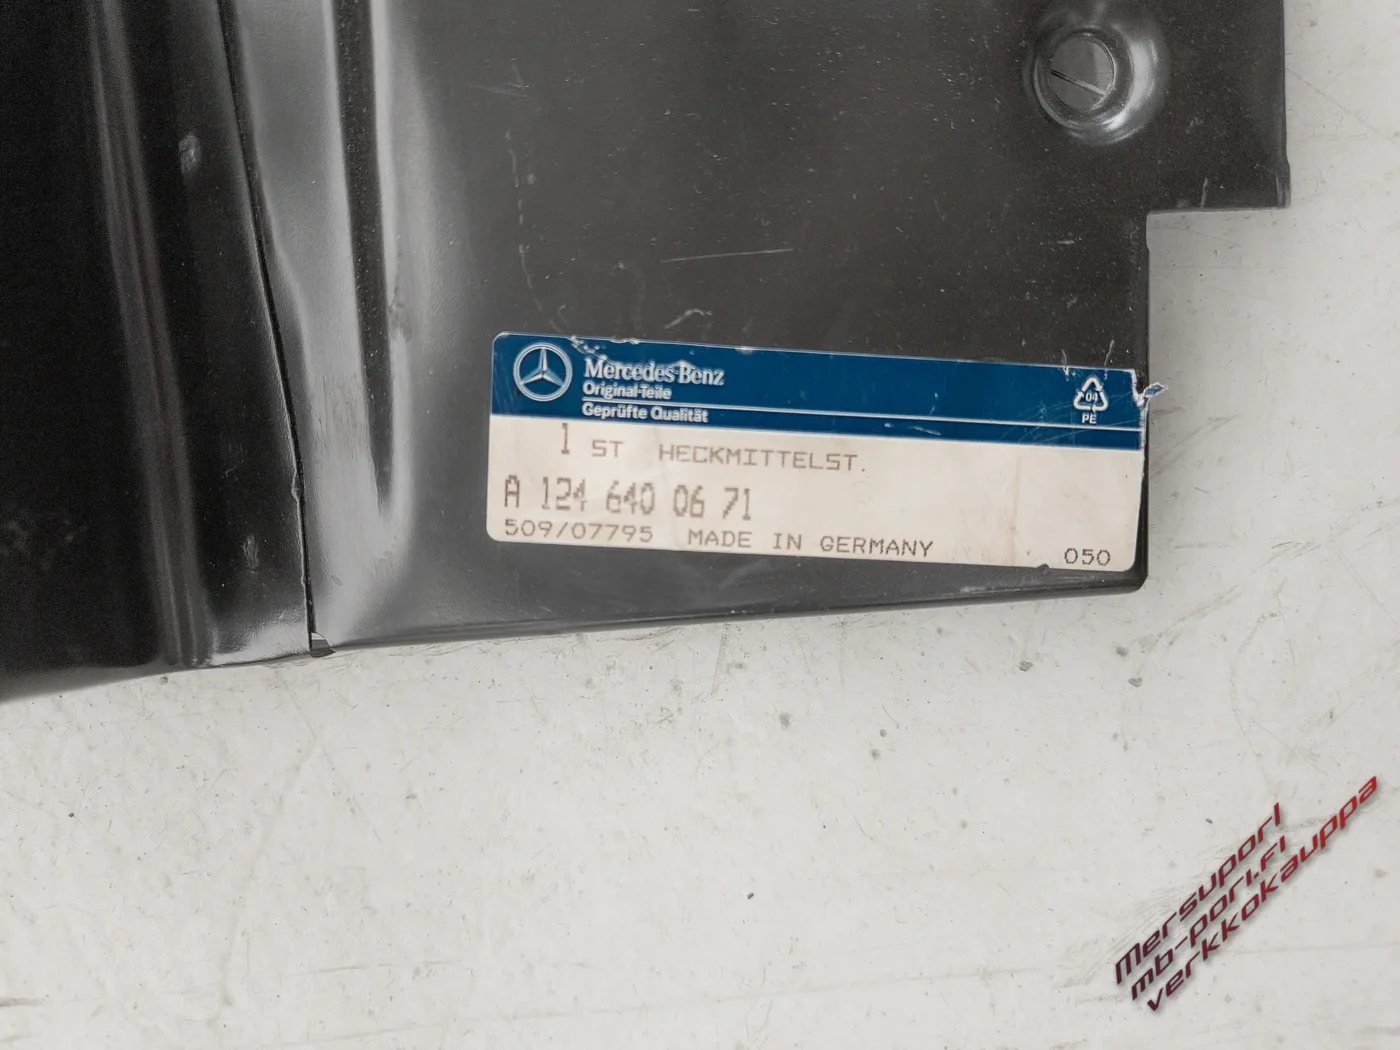 Mercedes-Benz
Original-Teile
Geprüfte Qualität
04
PE
1 ST HECKMITTELST.
A 124 640 06 71
509/07795 MADE IN GERMANY
050
Mersupori
mb-pori.fi
verkkokauppa